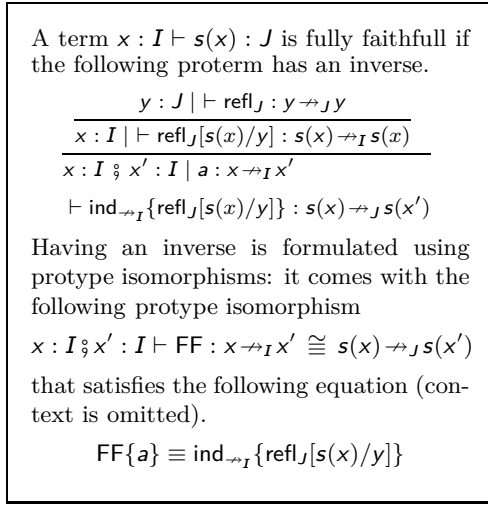 A term x : I ⊢ s(x) : J is fully faithfull if
the following proterm has an inverse.
y : J | ⊢ refl_J : y ⇸_J y
x : I | ⊢ refl_J[s(x)/y] : s(x) ⇸_I s(x)
x : I ⨟ x′ : I | a : x ⇸_I x′
⊢ ind_{⇸_I}{refl_J[s(x)/y]} : s(x) ⇸_J s(x′)
Having an inverse is formulated using
protype isomorphisms: it comes with the
following protype isomorphism
x : I ⨟ x′ : I ⊢ FF : x ⇸_I x′ ≅ s(x) ⇸_J s(x′)
that satisfies the following equation (con-
text is omitted).
FF{a} ≡ ind_{⇸_I}{refl_J[s(x)/y]}